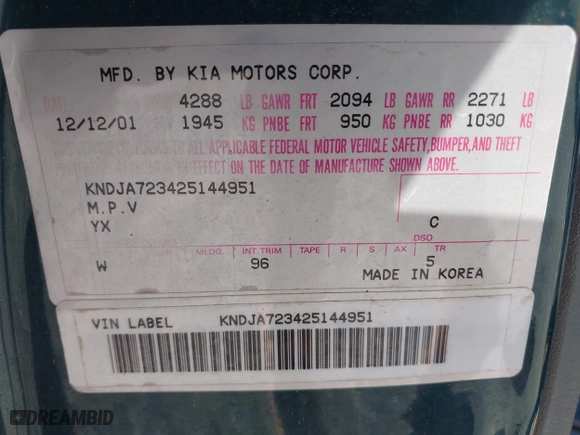 MFD. BY KIA MOTORS CORP.
DATE 4288 LB GAWR FRT 2094 LB GAWR RR 2271 LB
12/12/01 1945 KG PNBE FRT 950 KG PNBE RR 1030 KG
TO ALL APPLICABLE FEDERAL MOTOR VEHICLE SAFETY, BUMPER, AND THEFT
IN EFFECT ON THE DATE OF MANUFACTURE SHOWN ABOVE.
KNDJA723425144951
M.P.V
YX
C
DSO
MLDG. INT.TRIM TAPE R S AX TR
W 96 5
MADE IN KOREA
VIN LABEL KNDJA723425144951
DREAMBID